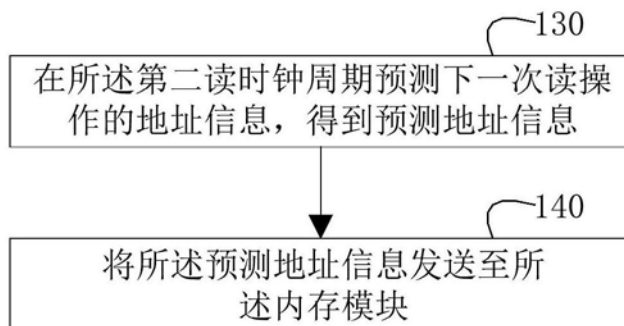 130
在所述第二读时钟周期预测下一次读操
作的地址信息，得到预测地址信息
140
将所述预测地址信息发送至所
述内存模块